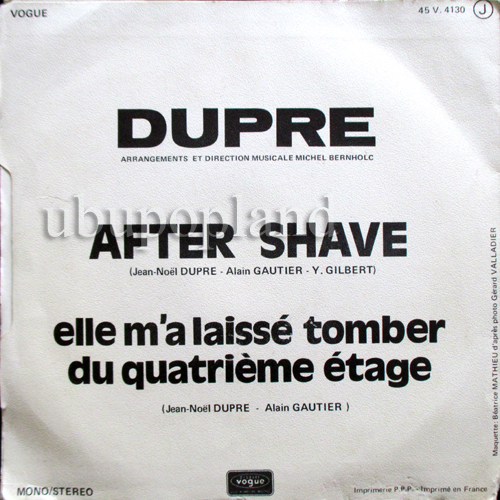 VOGUE
45 V. 4130 J
DUPRE
ARRANGEMENTS ET DIRECTION MUSICALE MICHEL BERNHOLC
ubupopland
AFTER SHAVE
(Jean-Noël DUPRE - Alain GAUTIER - Y. GILBERT)
elle m'a laissé tomber
du quatrième étage
(Jean-Noël DUPRE - Alain GAUTIER )
Maquette: Béatrice MATHIEU d'après photo Gérard VALLADIER
MONO/STEREO
vogue
Imprimerie P.P.P. - Imprimé en France